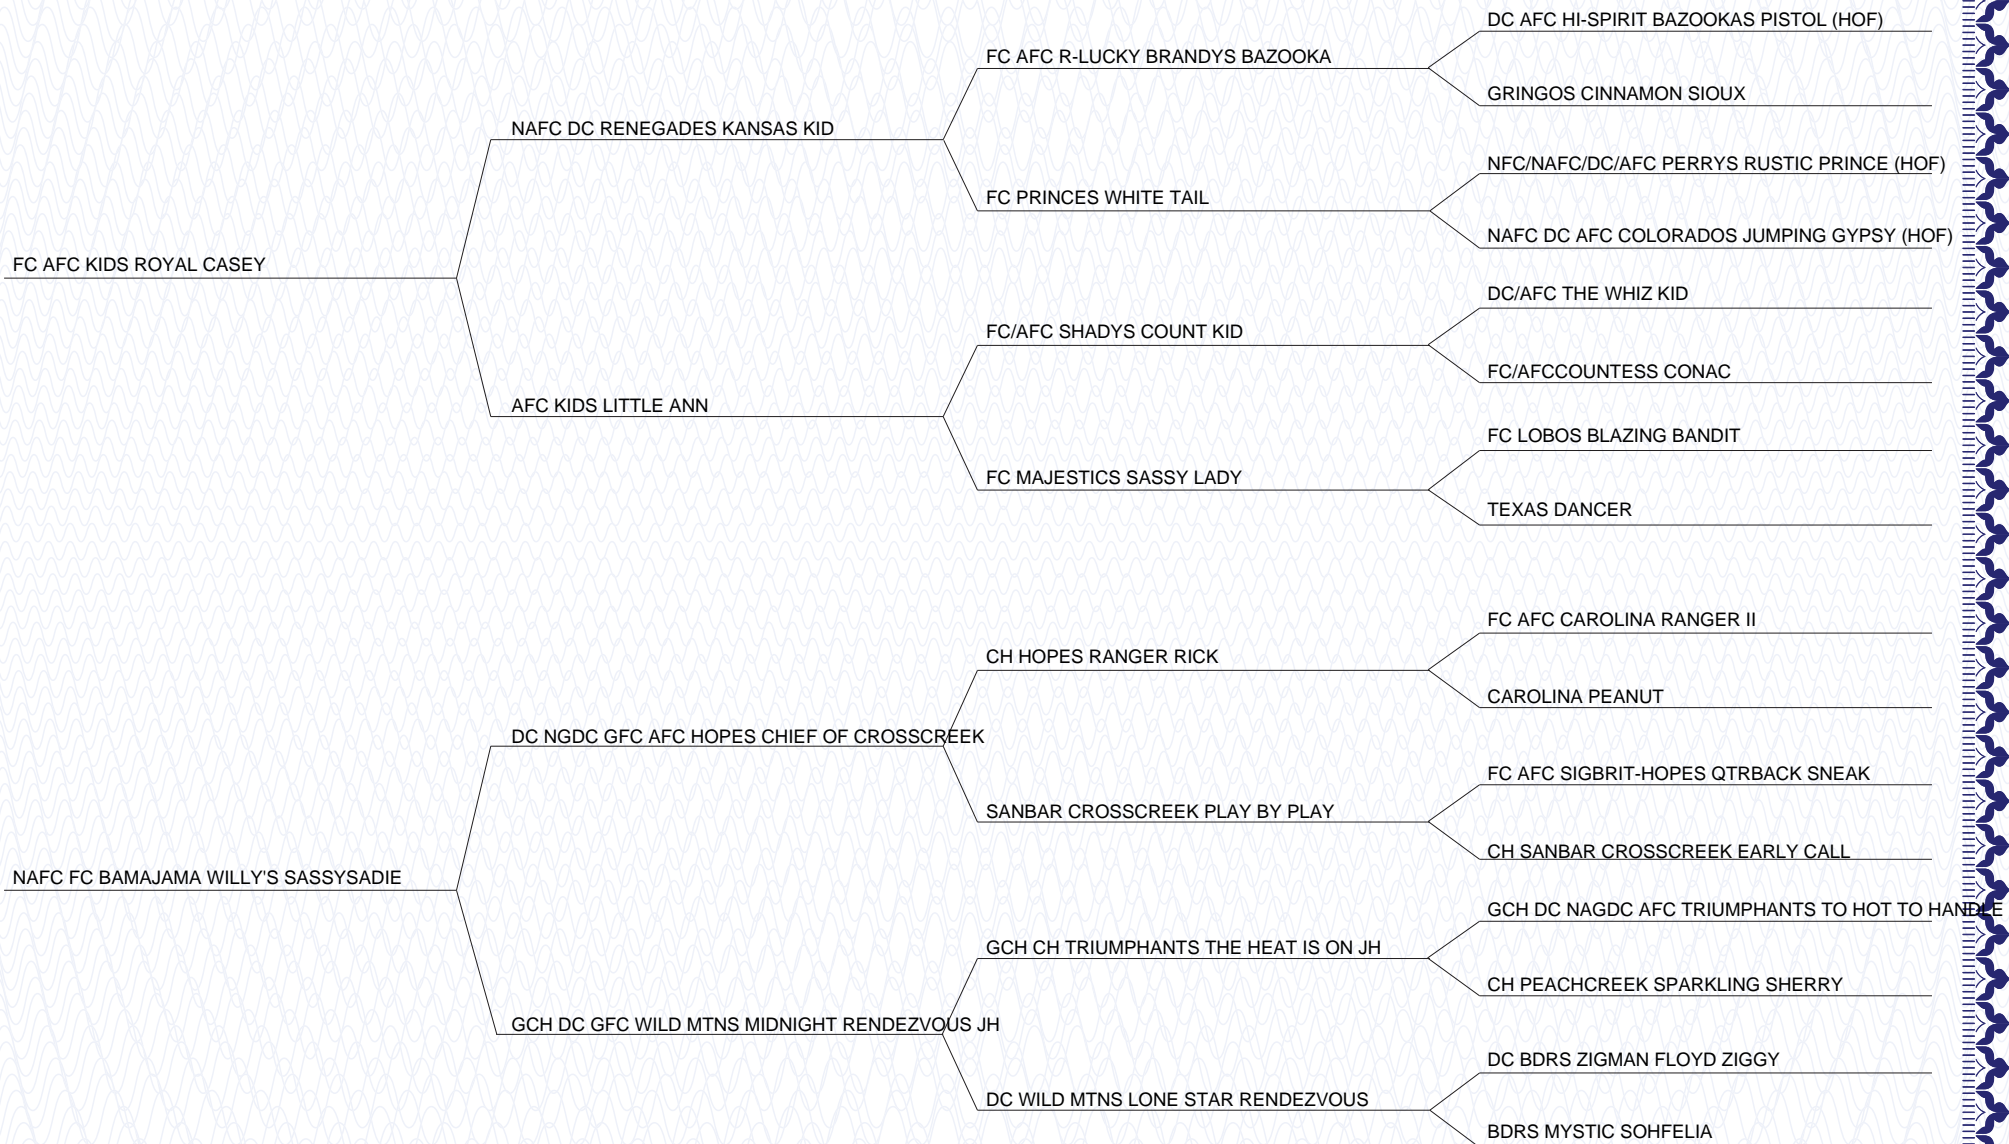 DC AFC HI-SPIRIT BAZOOKAS PISTOL (HOF)
FC AFC R-LUCKY BRANDYS BAZOOKA
GRINGOS CINNAMON SIOUX
NAFC DC RENEGADES KANSAS KID
NFC/NAFC/DC/AFC PERRYS RUSTIC PRINCE (HOF)
FC PRINCES WHITE TAIL
NAFC DC AFC COLORADOS JUMPING GYPSY (HOF)
FC AFC KIDS ROYAL CASEY
DC/AFC THE WHIZ KID
FC/AFC SHADYS COUNT KID
FC/AFCCOUNTESS CONAC
AFC KIDS LITTLE ANN
FC LOBOS BLAZING BANDIT
FC MAJESTICS SASSY LADY
TEXAS DANCER
FC AFC CAROLINA RANGER II
CH HOPES RANGER RICK
CAROLINA PEANUT
DC NGDC GFC AFC HOPES CHIEF OF CROSSCREEK
FC AFC SIGBRIT-HOPES QTRBACK SNEAK
SANBAR CROSSCREEK PLAY BY PLAY
CH SANBAR CROSSCREEK EARLY CALL
NAFC FC BAMAJAMA WILLY'S SASSYSADIE
GCH DC NAGDC AFC TRIUMPHANTS TO HOT TO HANDLE
GCH CH TRIUMPHANTS THE HEAT IS ON JH
CH PEACHCREEK SPARKLING SHERRY
GCH DC GFC WILD MTNS MIDNIGHT RENDEZVOUS JH
DC BDRS ZIGMAN FLOYD ZIGGY
DC WILD MTNS LONE STAR RENDEZVOUS
BDRS MYSTIC SOHFELIA